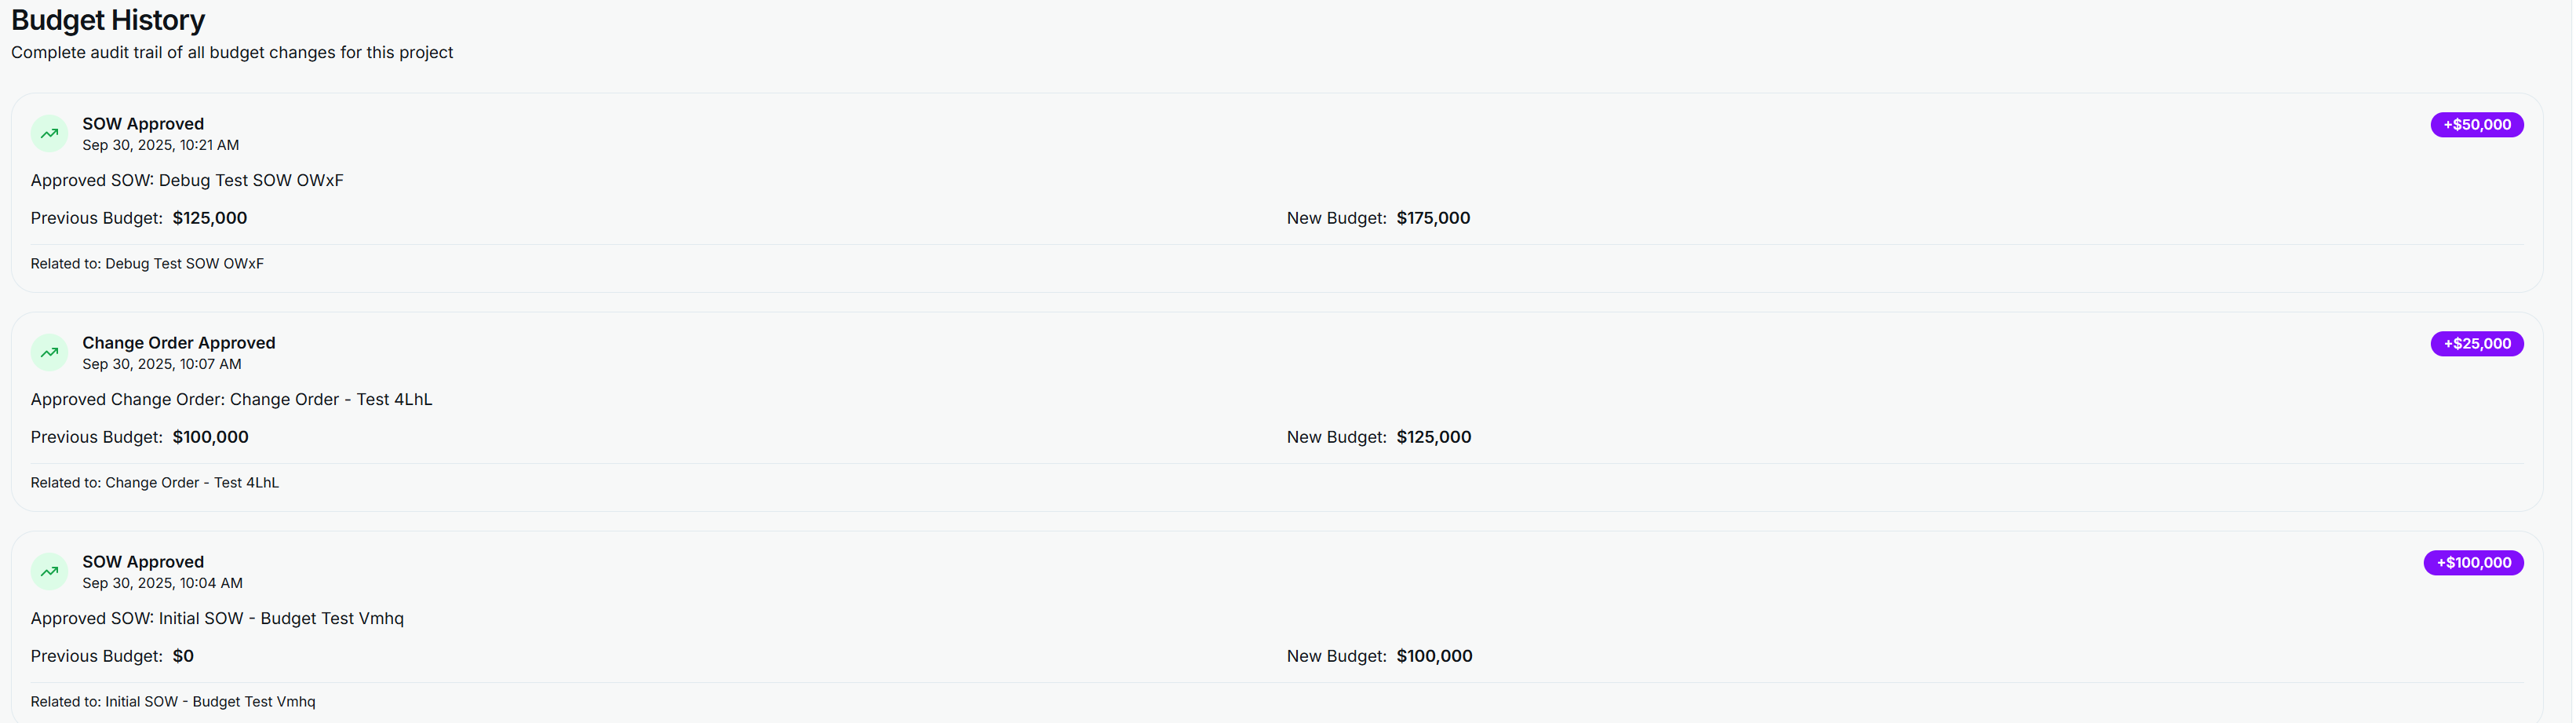 Budget History
Complete audit trail of all budget changes for this project
SOW Approved
+$50,000
Sep 30, 2025, 10:21 AM
Approved SOW: Debug Test SOW OWxF
Previous Budget: $125,000
New Budget: $175,000
Related to: Debug Test SOW OWxF
Change Order Approved
+$25,000
Sep 30, 2025, 10:07 AM
Approved Change Order: Change Order - Test 4LhL
Previous Budget: $100,000
New Budget: $125,000
Related to: Change Order - Test 4LhL
SOW Approved
+$100,000
Sep 30, 2025, 10:04 AM
Approved SOW: Initial SOW - Budget Test Vmhq
Previous Budget: $0
New Budget: $100,000
Related to: Initial SOW - Budget Test Vmhq